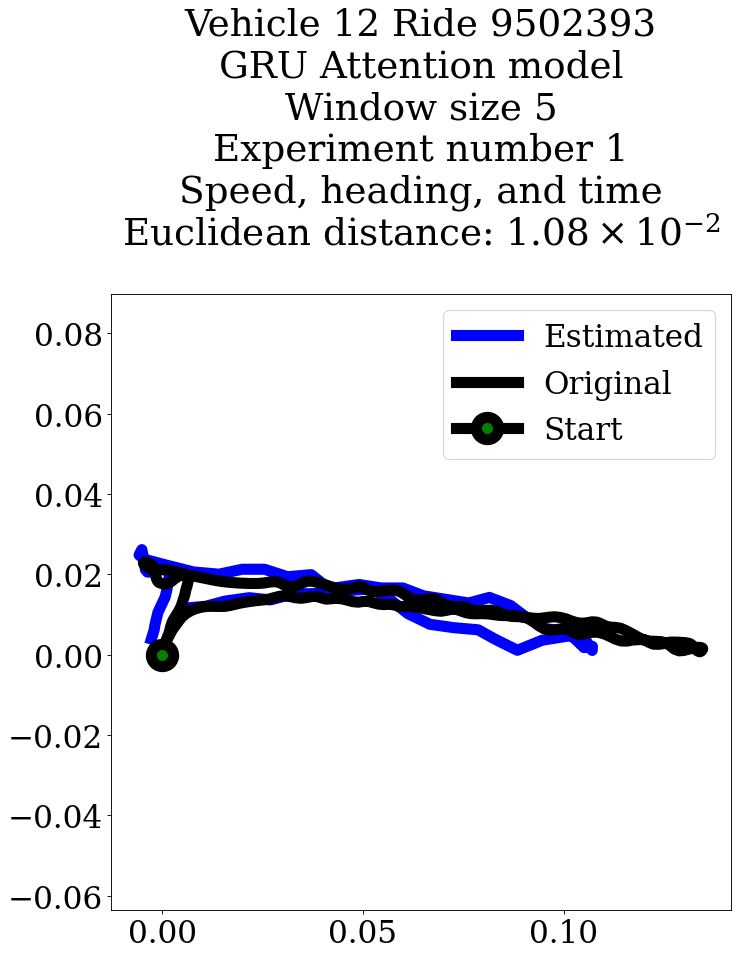 Vehicle 12 Ride 9502393
GRU Attention model
Window size 5
Experiment number 1
Speed, heading, and time
Euclidean distance: 1.08 × 10⁻²
Estimated
Original
Start
0.08
0.06
0.04
0.02
0.00
−0.02
−0.04
−0.06
0.00
0.05
0.10